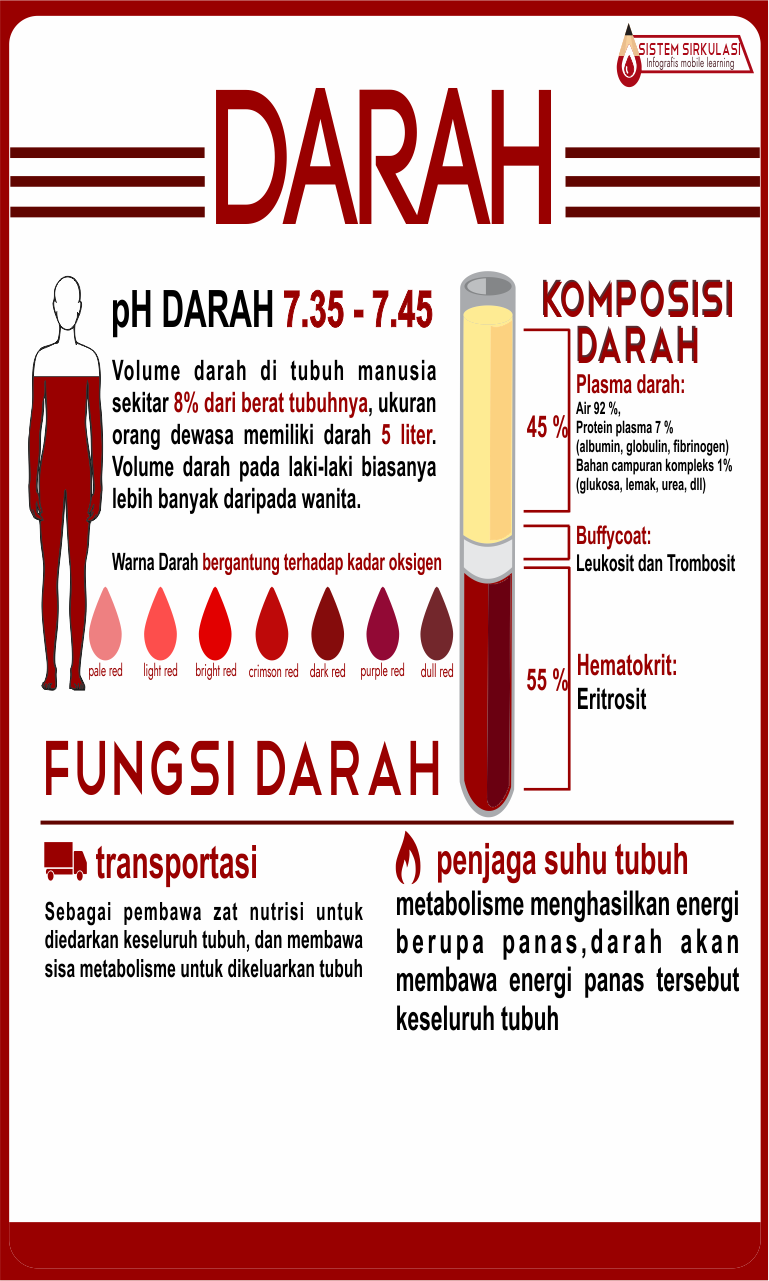 SISTEM SIRKULASI
Infografis mobile learning
DARAH
pH DARAH 7.35 - 7.45
Volume darah di tubuh manusia
sekitar 8% dari berat tubuhnya, ukuran
orang dewasa memiliki darah 5 liter.
Volume darah pada laki-laki biasanya
lebih banyak daripada wanita.
Warna Darah bergantung terhadap kadar oksigen
pale red
light red
bright red
crimson red
dark red
purple red
dull red
KOMPOSISI
DARAH
45 %
Plasma darah:
Air 92 %,
Protein plasma 7 %
(albumin, globulin, fibrinogen)
Bahan campuran kompleks 1%
(glukosa, lemak, urea, dll)
Buffycoat:
Leukosit dan Trombosit
55 %
Hematokrit:
Eritrosit
FUNGSI DARAH
transportasi
Sebagai pembawa zat nutrisi untuk
diedarkan keseluruh tubuh, dan membawa
sisa metabolisme untuk dikeluarkan tubuh
penjaga suhu tubuh
metabolisme menghasilkan energi
berupa panas,darah akan
membawa energi panas tersebut
keseluruh tubuh